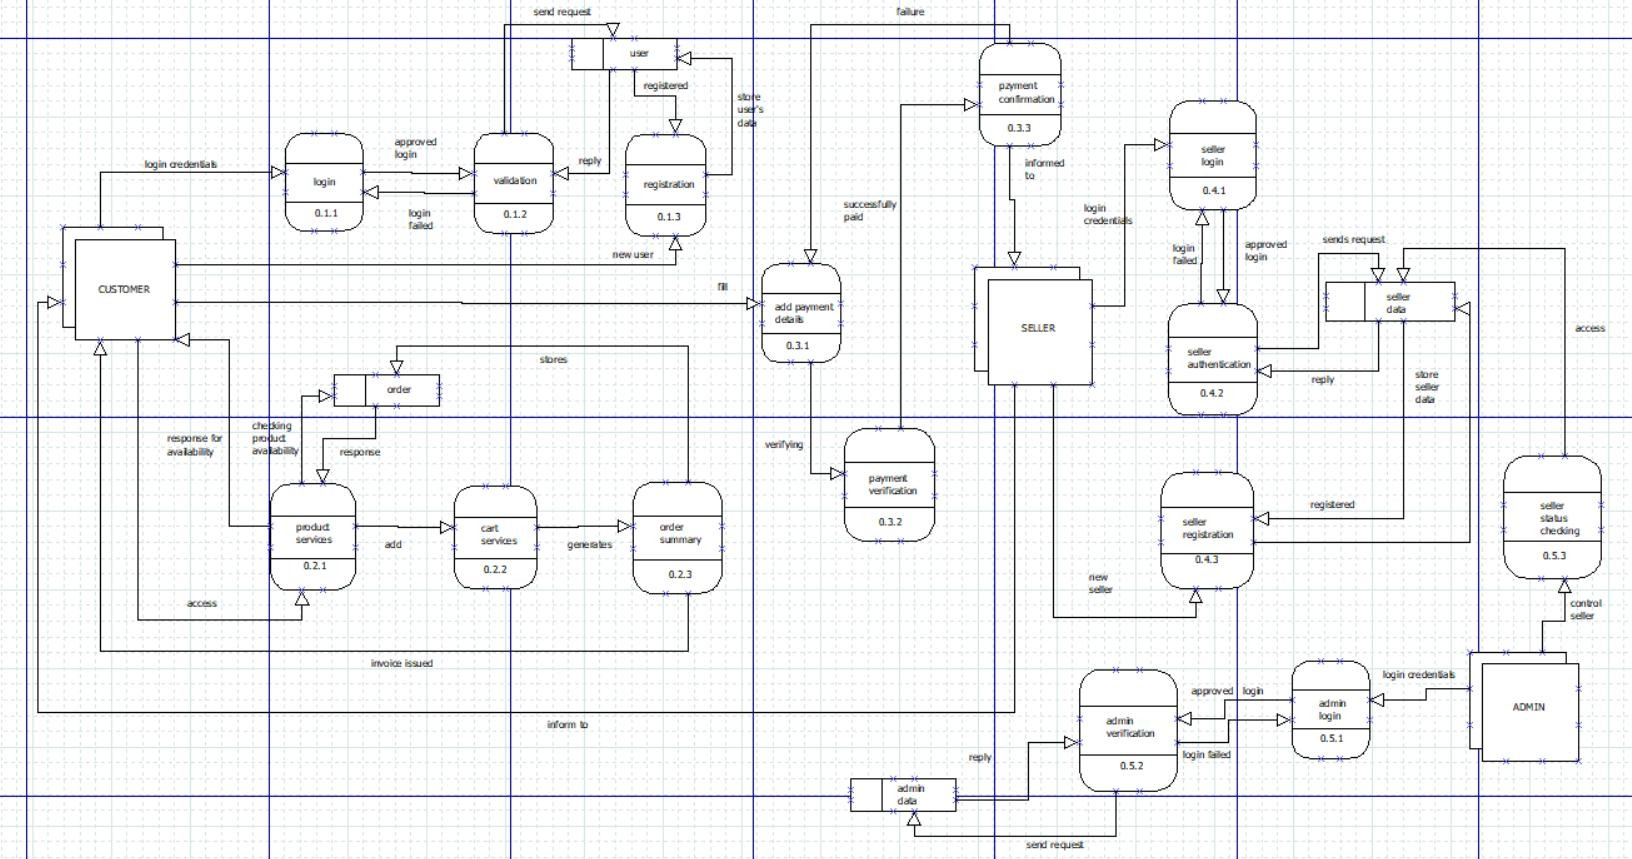 send request
failure
user
registered
store
user's
data
pzyment
confirmation
0.3.3
approved
login
login credentials
login
0.1.1
login
failed
validation
0.1.2
reply
registration
0.1.3
new user
informed
to
successfully
paid
login
credentials
seller
login
0.4.1
login
failed
approved
login
sends request
seller
data
access
CUSTOMER
fill
add payment
details
0.3.1
SELLER
seller
authentication
0.4.2
reply
store
seller
data
stores
order
response for
availability
checking
product
availability
response
verifying
payment
verification
0.3.2
product
services
0.2.1
add
cart
services
0.2.2
generates
order
summary
0.2.3
seller
registration
0.4.3
registered
seller
status
checking
0.5.3
new
seller
access
control
seller
invoice issued
inform to
admin
verification
0.5.2
approved login
login failed
admin
login
0.5.1
login credentials
ADMIN
reply
admin
data
send request